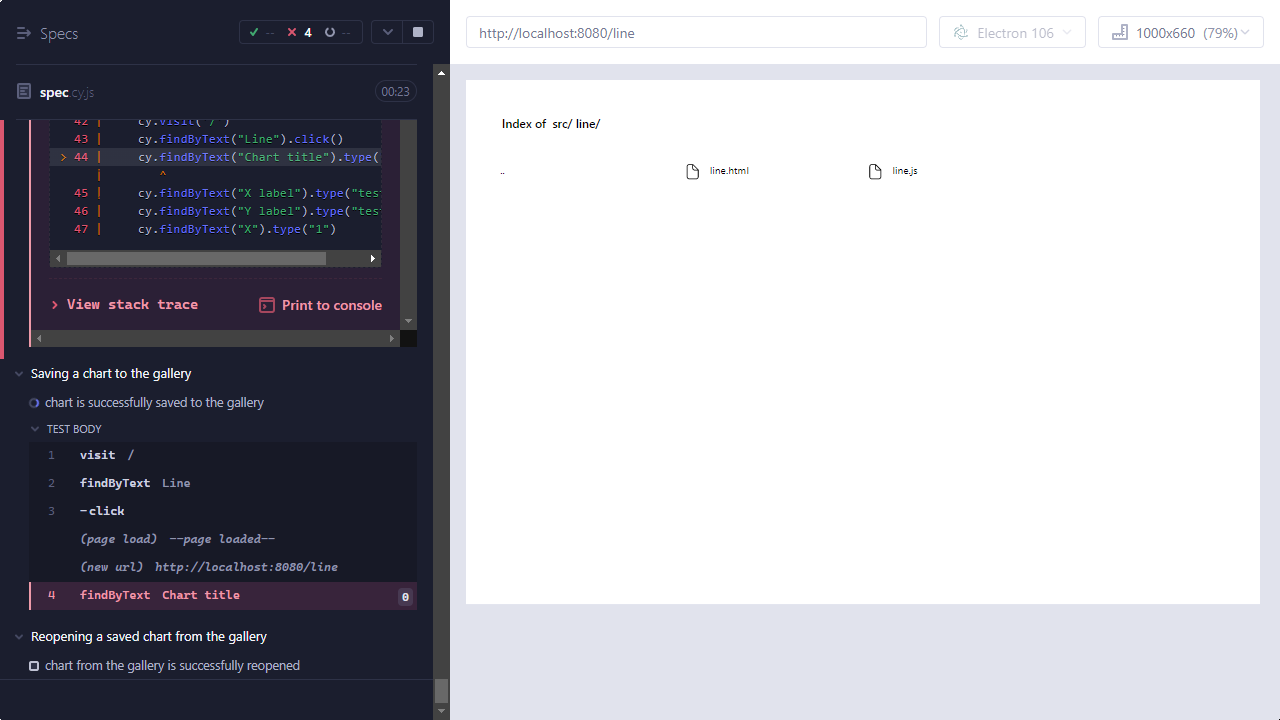 Specs
-- 4 --
spec.cy.js
00:23
42 | cy.visit("/")
43 | cy.findByText("Line").click()
> 44 | cy.findByText("Chart title").type(
| ^
45 | cy.findByText("X label").type("tes
46 | cy.findByText("Y label").type("tes
47 | cy.findByText("X").type("1")
View stack trace
Print to console
Saving a chart to the gallery
chart is successfully saved to the gallery
TEST BODY
1 visit /
2 findByText Line
3 -click
(page load) --page loaded--
(new url) http://localhost:8080/line
4 findByText Chart title 0
Reopening a saved chart from the gallery
chart from the gallery is successfully reopened
http://localhost:8080/line
Electron 106
1000x660 (79%)
Index of src/ line/
.. line.html line.js